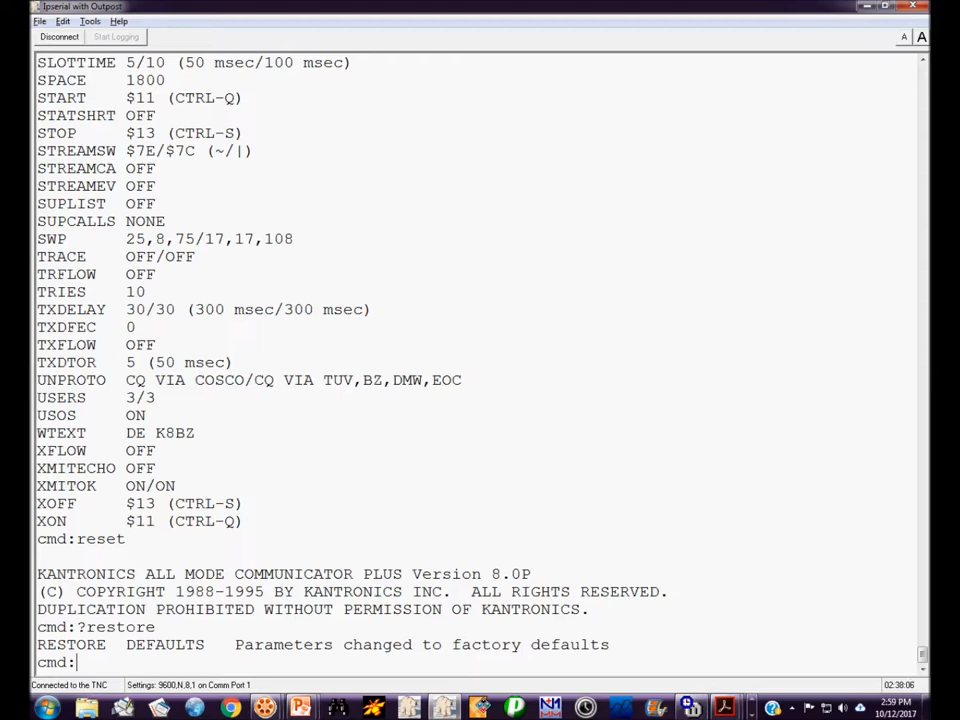 Ipserial with Outpost
File Edit Tools Help
Disconnect Start Logging A A
SLOTTIME 5/10 (50 msec/100 msec)
SPACE 1800
START $11 (CTRL-Q)
STATSHRT OFF
STOP $13 (CTRL-S)
STREAMSW $7E/$7C (~/|)
STREAMCA OFF
STREAMEV OFF
SUPLIST OFF
SUPCALLS NONE
SWP 25,8,75/17,17,108
TRACE OFF/OFF
TRFLOW OFF
TRIES 10
TXDELAY 30/30 (300 msec/300 msec)
TXDFEC 0
TXFLOW OFF
TXDTOR 5 (50 msec)
UNPROTO CQ VIA COSCO/CQ VIA TUV,BZ,DMW,EOC
USERS 3/3
USOS ON
WTEXT DE K8BZ
XFLOW OFF
XMITECHO OFF
XMITOK ON/ON
XOFF $13 (CTRL-S)
XON $11 (CTRL-Q)
cmd:reset
KANTRONICS ALL MODE COMMUNICATOR PLUS Version 8.0P
(C) COPYRIGHT 1988-1995 BY KANTRONICS INC. ALL RIGHTS RESERVED.
DUPLICATION PROHIBITED WITHOUT PERMISSION OF KANTRONICS.
cmd:?restore
RESTORE DEFAULTS Parameters changed to factory defaults
cmd:
Connected to the TNC Settings: 9600,N,8,1 on Comm Port 1 02:38:06
2:59 PM
10/12/2017